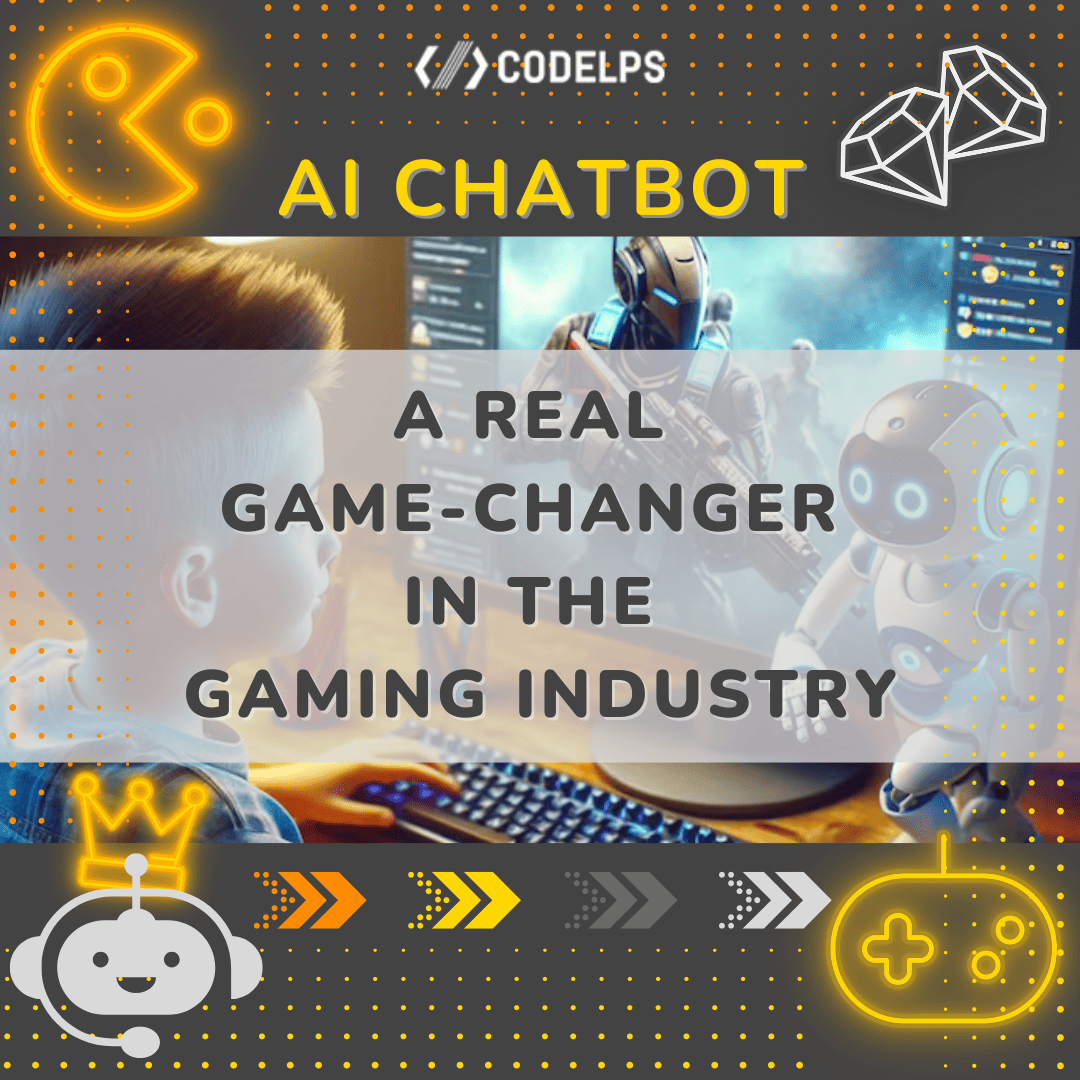 CODELPS
AI CHATBOT
A REAL
GAME-CHANGER
IN THE
GAMING INDUSTRY